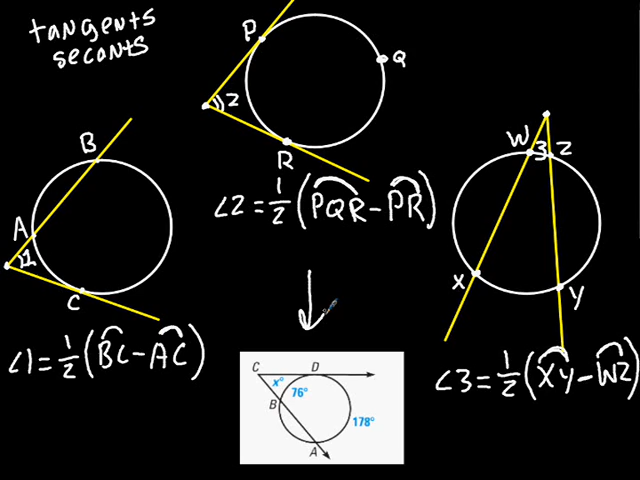 tangents
secants
P
Q
2
R
∠2 = 1/2 (PQR - PR)
B
A
1
C
∠1 = 1/2 (BC - AC)
W
3
Z
X
Y
∠3 = 1/2 (XY - WZ)
C
D
x°
76°
B
178°
A